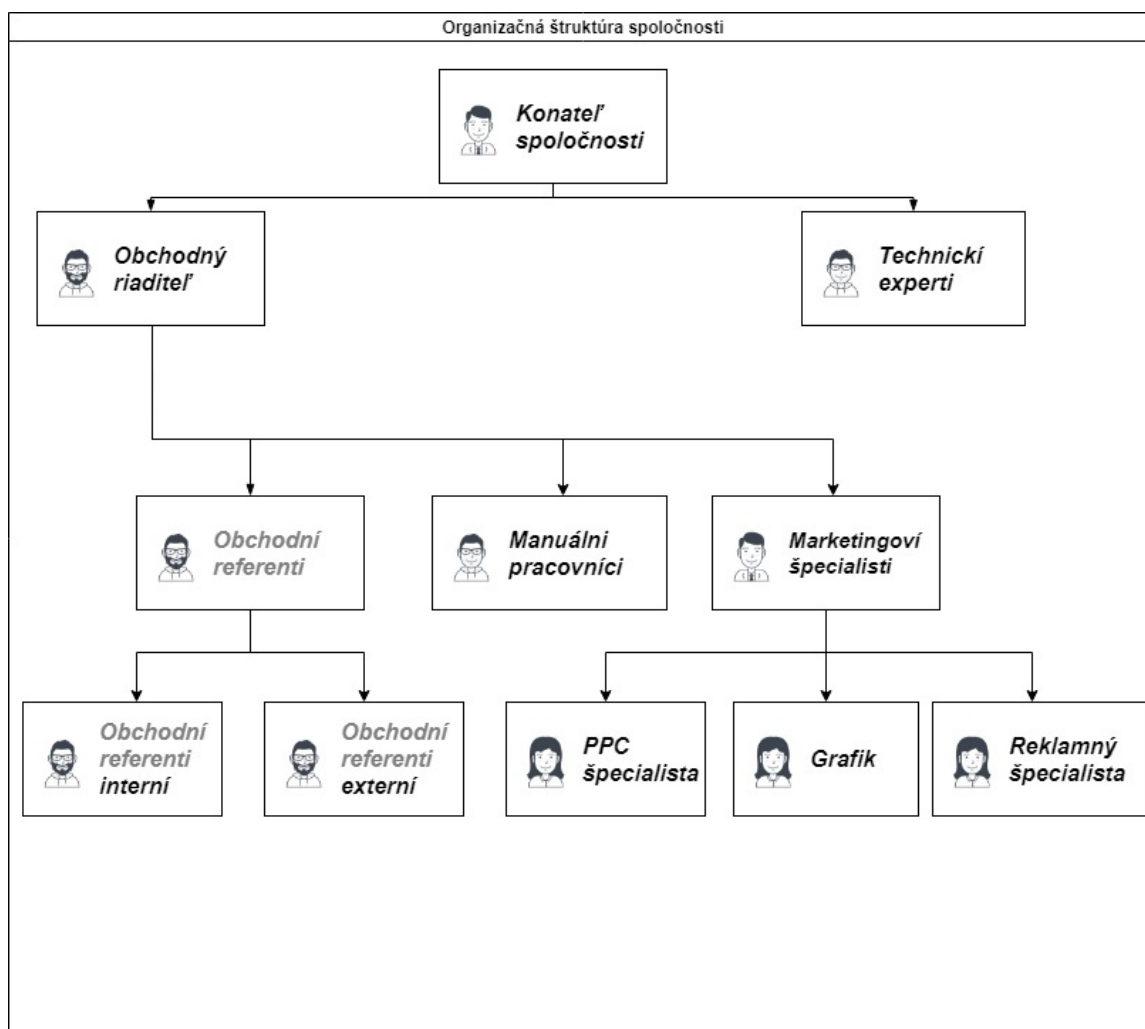 Organizačná štruktúra spoločnosti
Konateľ
spoločnosti
Obchodný
riaditeľ
Technickí
experti
Obchodní
referenti
Manuálni
pracovníci
Marketingoví
špecialisti
Obchodní
referenti
interní
Obchodní
referenti
externí
PPC
špecialista
Grafik
Reklamný
špecialista